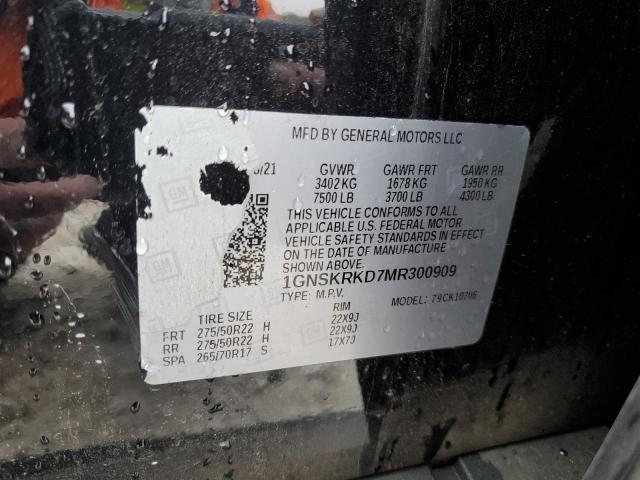 MFD BY GENERAL MOTORS LLC
/21 GVWR GAWR FRT GAWR RR
3402 KG 1678 KG 1950 KG
7500 LB 3700 LB 4300 LB
THIS VEHICLE CONFORMS TO ALL
APPLICABLE U.S. FEDERAL MOTOR
VEHICLE SAFETY STANDARDS IN EFFECT
ON THE DATE OF MANUFACTURE
SHOWN ABOVE.
1GNSKRKD7MR300909
TYPE: M.P.V. MODEL: 79CK10706
TIRE SIZE RIM
FRT 275/50R22 H 22X9J
RR 275/50R22 H 22X9J
SPA 265/70R17 S 17X7J
GM